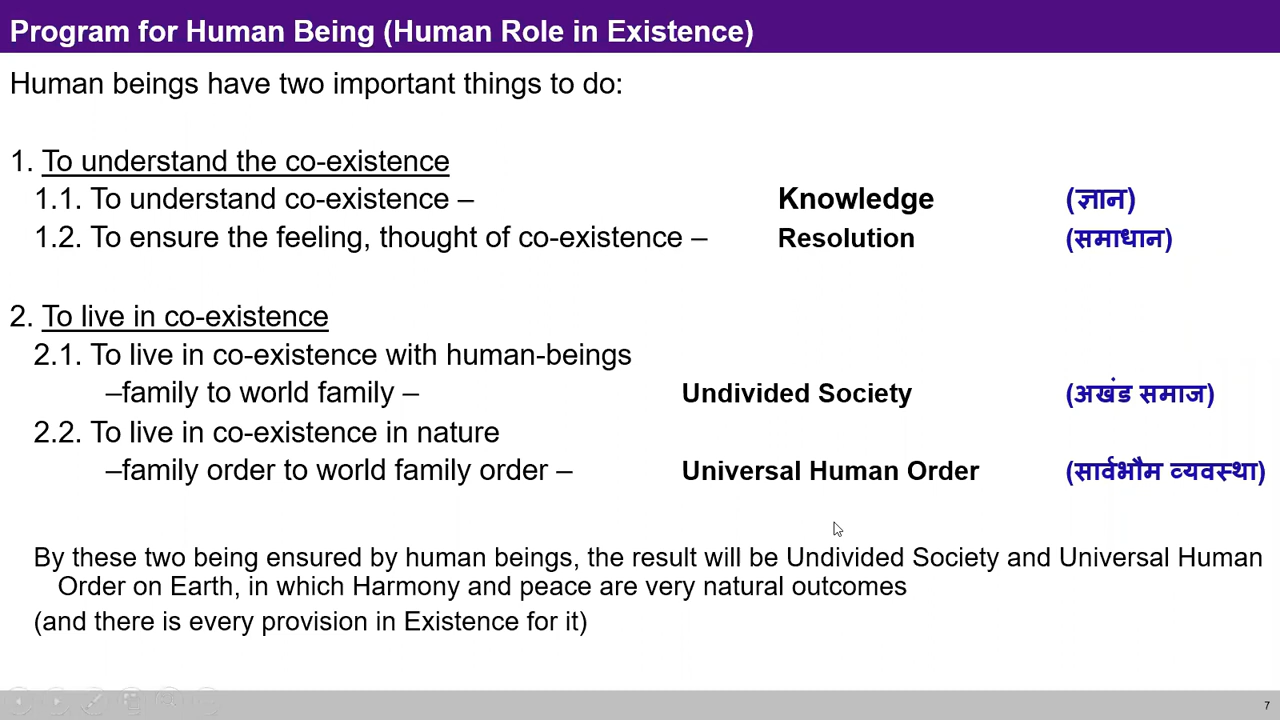 Program for Human Being (Human Role in Existence)
Human beings have two important things to do:
1. To understand the co-existence
1.1. To understand co-existence – Knowledge (ज्ञान)
1.2. To ensure the feeling, thought of co-existence – Resolution (समाधान)
2. To live in co-existence
2.1. To live in co-existence with human-beings
–family to world family – Undivided Society (अखंड समाज)
2.2. To live in co-existence in nature
–family order to world family order – Universal Human Order (सार्वभौम व्यवस्था)
By these two being ensured by human beings, the result will be Undivided Society and Universal Human
Order on Earth, in which Harmony and peace are very natural outcomes
(and there is every provision in Existence for it)
7